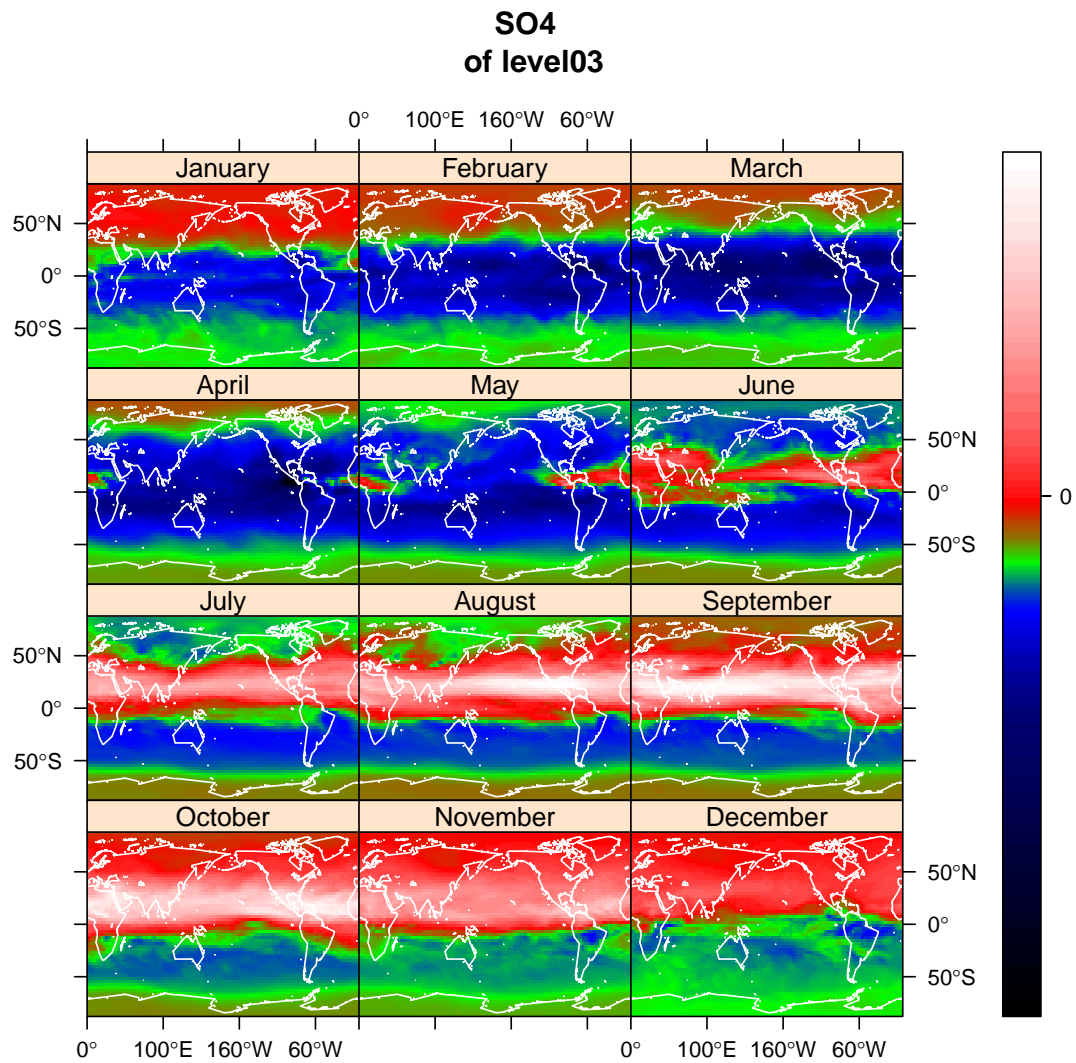 SO4
of level03
0° 100°E 160°W 60°W
January February March
50°N
0°
50°S
April May June
50°N
0°
50°S
0
July August September
50°N
0°
50°S
October November December
50°N
0°
50°S
0° 100°E 160°W 60°W 0° 100°E 160°W 60°W